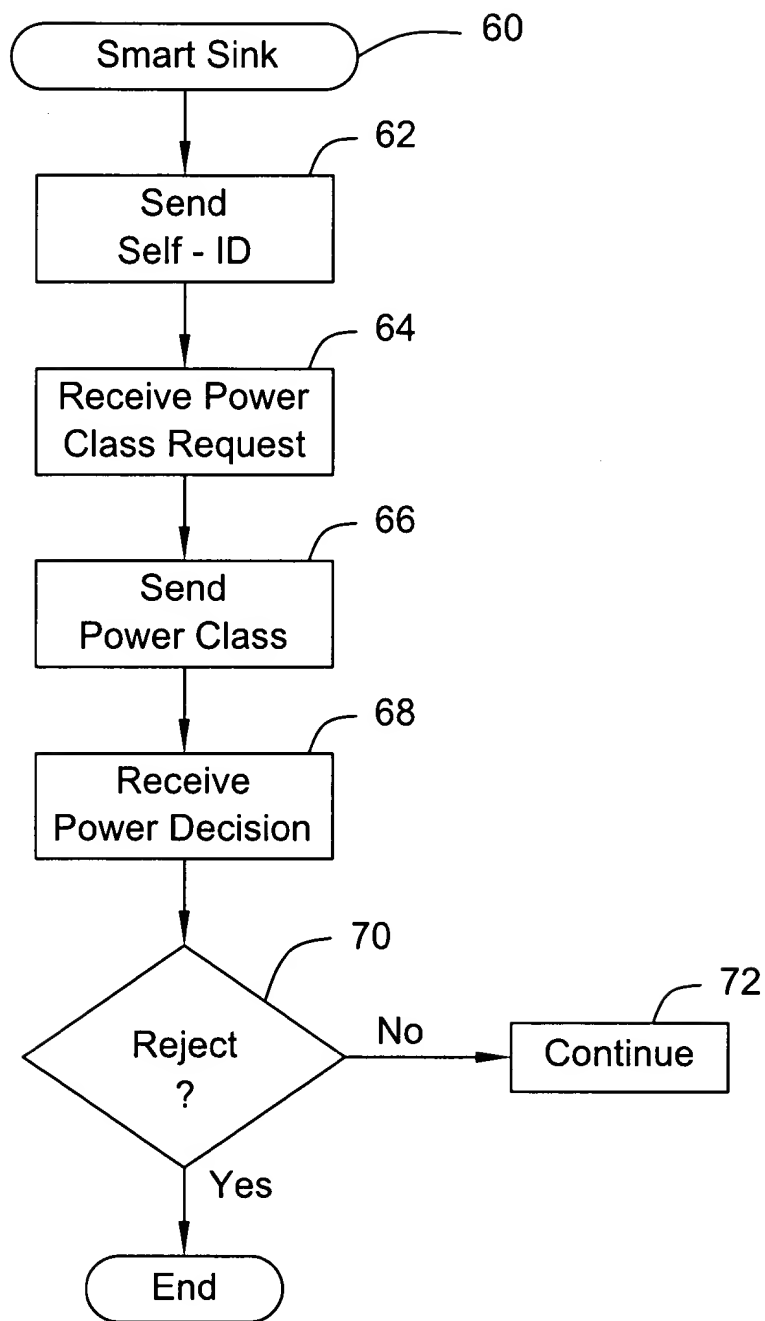 Smart Sink
60
62
Send
Self - ID
64
Receive Power
Class Request
66
Send
Power Class
68
Receive
Power Decision
70
Reject
?
No
72
Continue
Yes
End